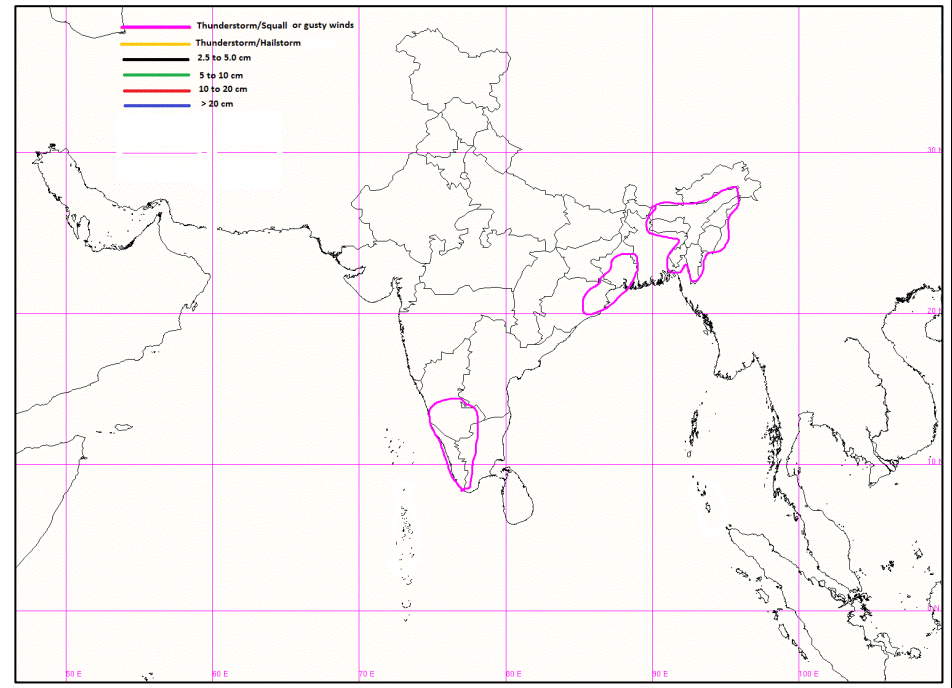 Thunderstorm/Squall or gusty winds
Thunderstorm/Hailstorm
2.5 to 5.0 cm
5 to 10 cm
10 to 20 cm
> 20 cm
30 N
20 N
10 N
50 E
60 E
70 E
80 E
90 E
100 E